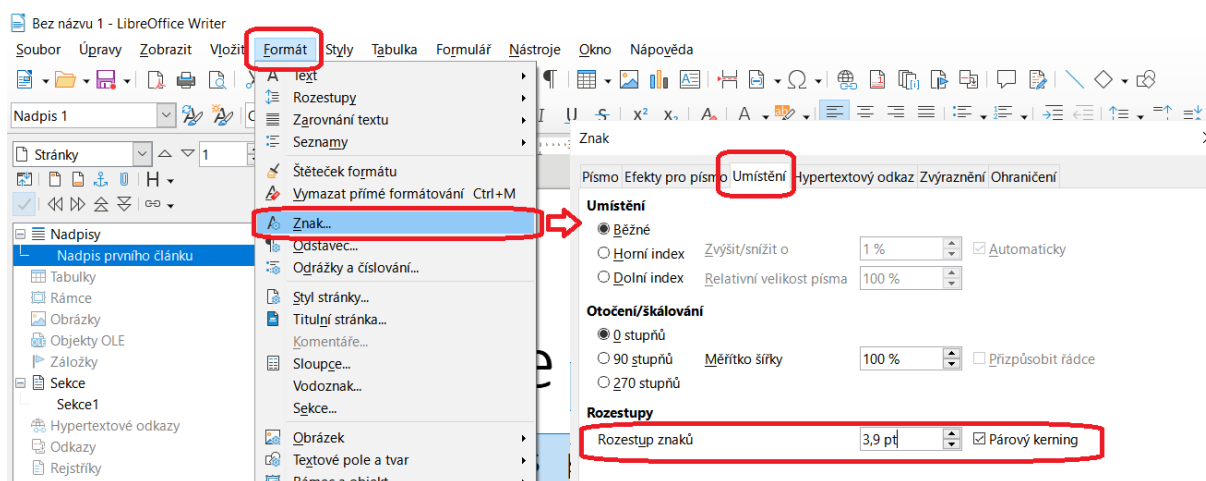 Bez názvu 1 - LibreOffice Writer
Soubor Úpravy Zobrazit Vložit Formát Styly Tabulka Formulář Nástroje Okno Nápověda
Nadpis 1
Stránky 1
Nadpisy
Nadpis prvního článku
Tabulky
Rámce
Obrázky
Objekty OLE
Záložky
Sekce
Sekce1
Hypertextové odkazy
Odkazy
Rejstříky
Text
Rozestupy
Zarovnání textu
Seznamy
Štěteček formátu
Vymazat přímé formátování Ctrl+M
Znak...
Odstavec...
Odrážky a číslování...
Styl stránky...
Titulní stránka...
Komentáře...
Sloupce...
Vodoznak...
Sekce...
Obrázek
Textové pole a tvar
Rámec a objekt
Znak
Písmo Efekty pro písmo Umístění Hypertextový odkaz Zvýraznění Ohraničení
Umístění
Běžné
Horní index Zvýšit/snížit o 1 % Automaticky
Dolní index Relativní velikost písma 100 %
Otočení/škálování
0 stupňů
90 stupňů Měřítko šířky 100 % Přizpůsobit řádce
270 stupňů
Rozestupy
Rozestup znaků 3,9 pt Párový kerning